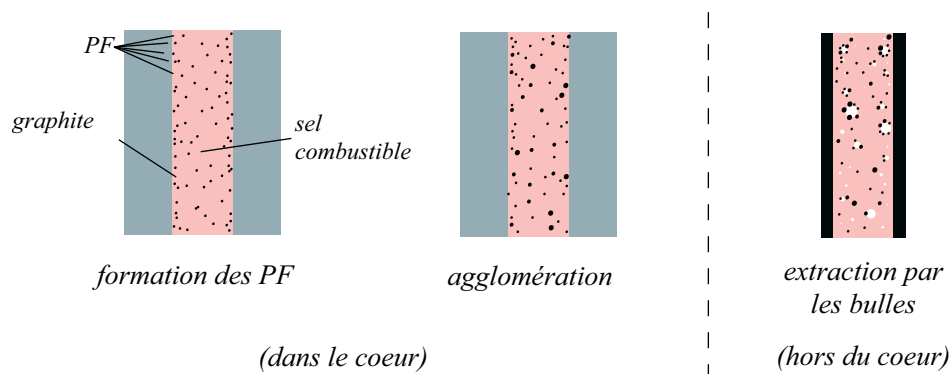 PF
graphite
sel
combustible
formation des PF
agglomération
extraction par
les bulles
(dans le coeur)
(hors du coeur)